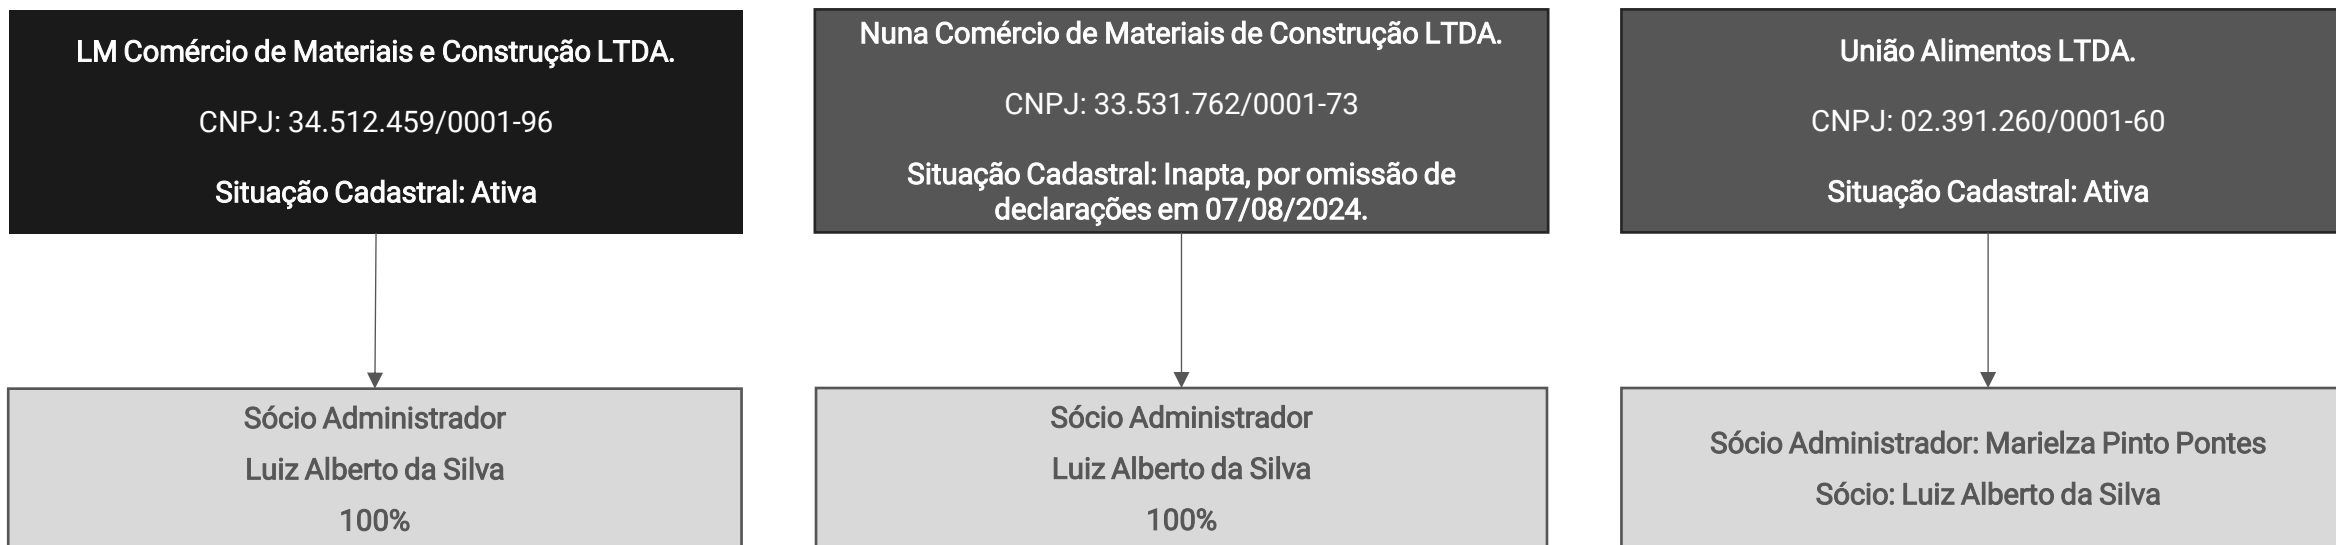 LM Comércio de Materiais e Construção LTDA.
CNPJ: 34.512.459/0001-96
Situação Cadastral: Ativa
Nuna Comércio de Materiais de Construção LTDA.
CNPJ: 33.531.762/0001-73
Situação Cadastral: Inapta, por omissão de
declarações em 07/08/2024.
União Alimentos LTDA.
CNPJ: 02.391.260/0001-60
Situação Cadastral: Ativa
Sócio Administrador
Luiz Alberto da Silva
100%
Sócio Administrador
Luiz Alberto da Silva
100%
Sócio Administrador: Marielza Pinto Pontes
Sócio: Luiz Alberto da Silva